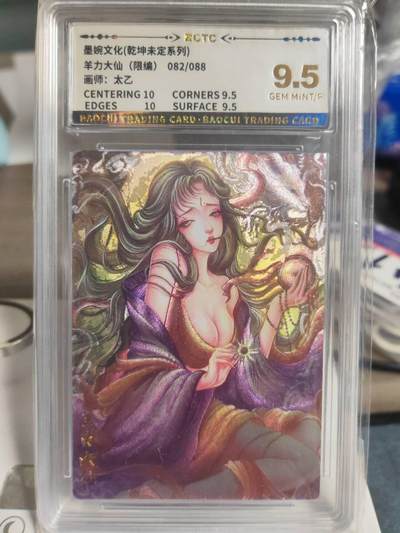 ZCTC
墨婉文化(乾坤未定系列)
羊力大仙（限编） 082/088
画师：太乙
CENTERING 10 CORNERS 9.5
EDGES 10 SURFACE 9.5
9.5
GEM MINT/P
BAOCUI TRADING CARD·BAOCUI TRADING CARD